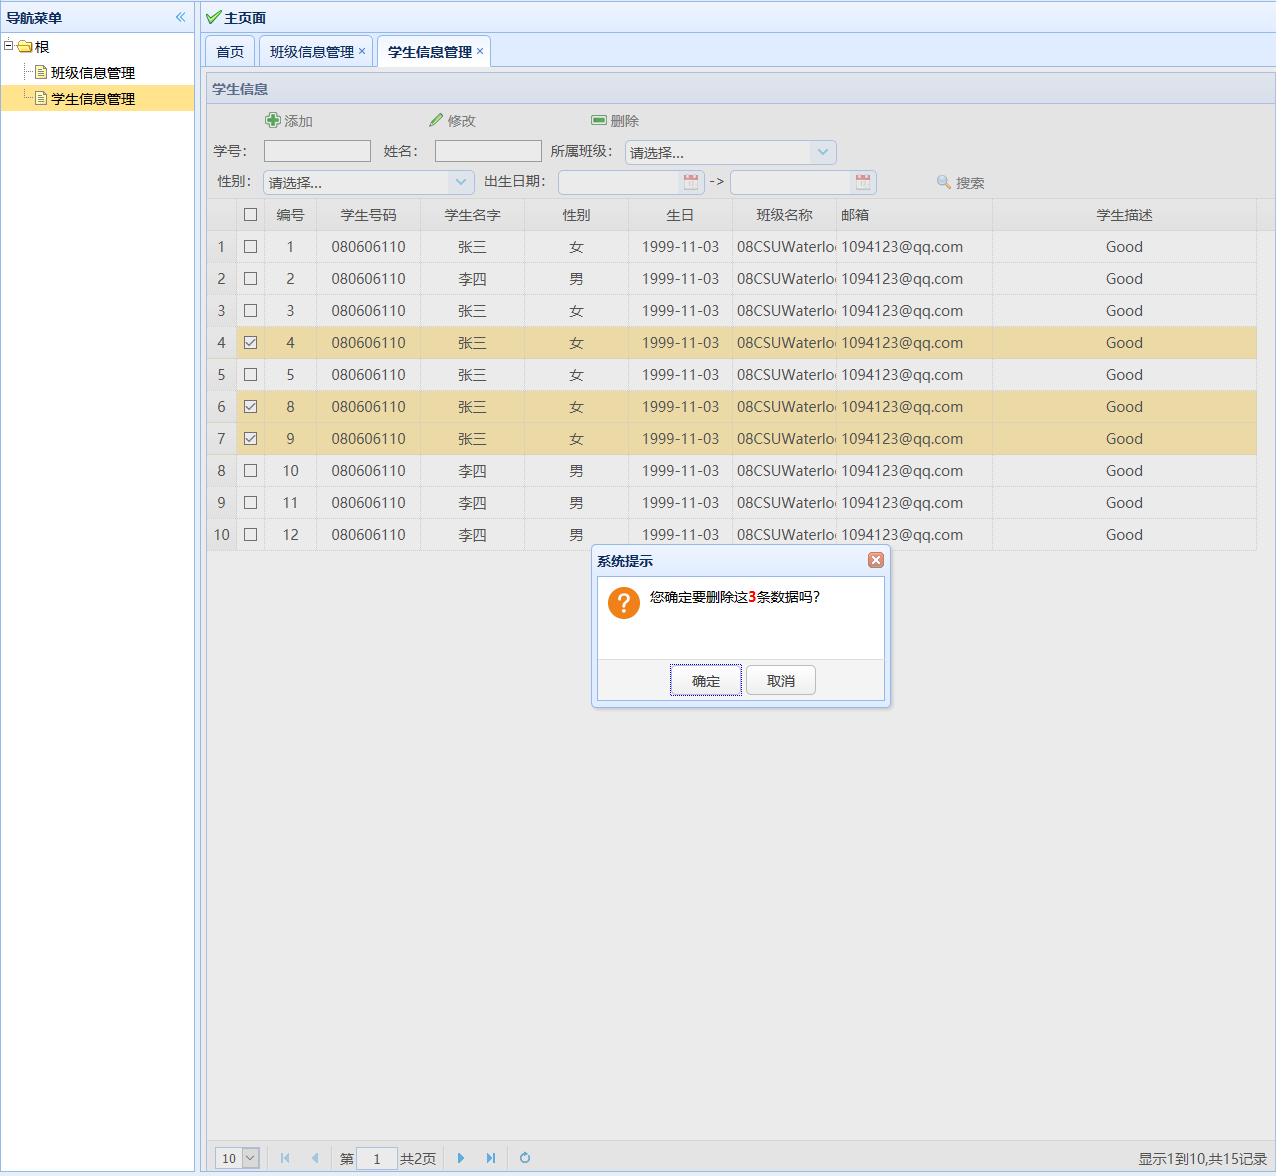 导航菜单
根
班级信息管理
学生信息管理
主页面
首页 班级信息管理 学生信息管理
学生信息
添加 修改 删除
学号： 姓名： 所属班级： 请选择...
性别： 请选择... 出生日期： -> 搜索
编号 学生号码 学生名字 性别 生日 班级名称 邮箱 学生描述
1 1 080606110 张三 女 1999-11-03 08CSUWaterloo 1094123@qq.com Good
2 2 080606110 李四 男 1999-11-03 08CSUWaterloo 1094123@qq.com Good
3 3 080606110 张三 女 1999-11-03 08CSUWaterloo 1094123@qq.com Good
4 4 080606110 张三 女 1999-11-03 08CSUWaterloo 1094123@qq.com Good
5 5 080606110 张三 女 1999-11-03 08CSUWaterloo 1094123@qq.com Good
6 8 080606110 张三 女 1999-11-03 08CSUWaterloo 1094123@qq.com Good
7 9 080606110 张三 女 1999-11-03 08CSUWaterloo 1094123@qq.com Good
8 10 080606110 李四 男 1999-11-03 08CSUWaterloo 1094123@qq.com Good
9 11 080606110 李四 男 1999-11-03 08CSUWaterloo 1094123@qq.com Good
10 12 080606110 李四 男 1999-11-03 08CSUWaterloo 1094123@qq.com Good
系统提示
您确定要删除这3条数据吗?
确定 取消
10 第 1 共2页 显示1到10,共15记录